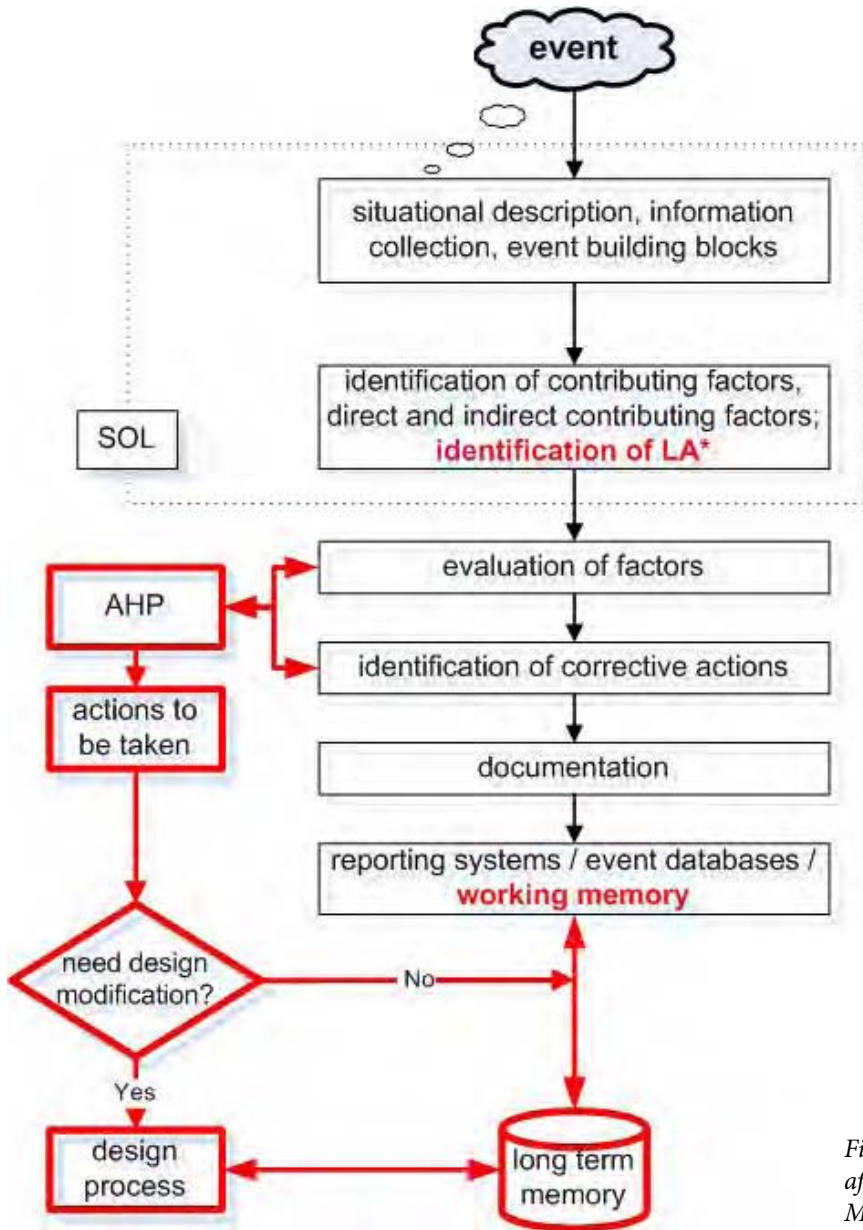 event
situational description, information
collection, event building blocks
identification of contributing factors,
direct and indirect contributing factors;
identification of LA*
SOL
evaluation of factors
AHP
identification of corrective actions
actions to
be taken
documentation
reporting systems / event databases /
working memory
need design
modification?
No
Yes
design
process
long term
memory
Fi
af
M